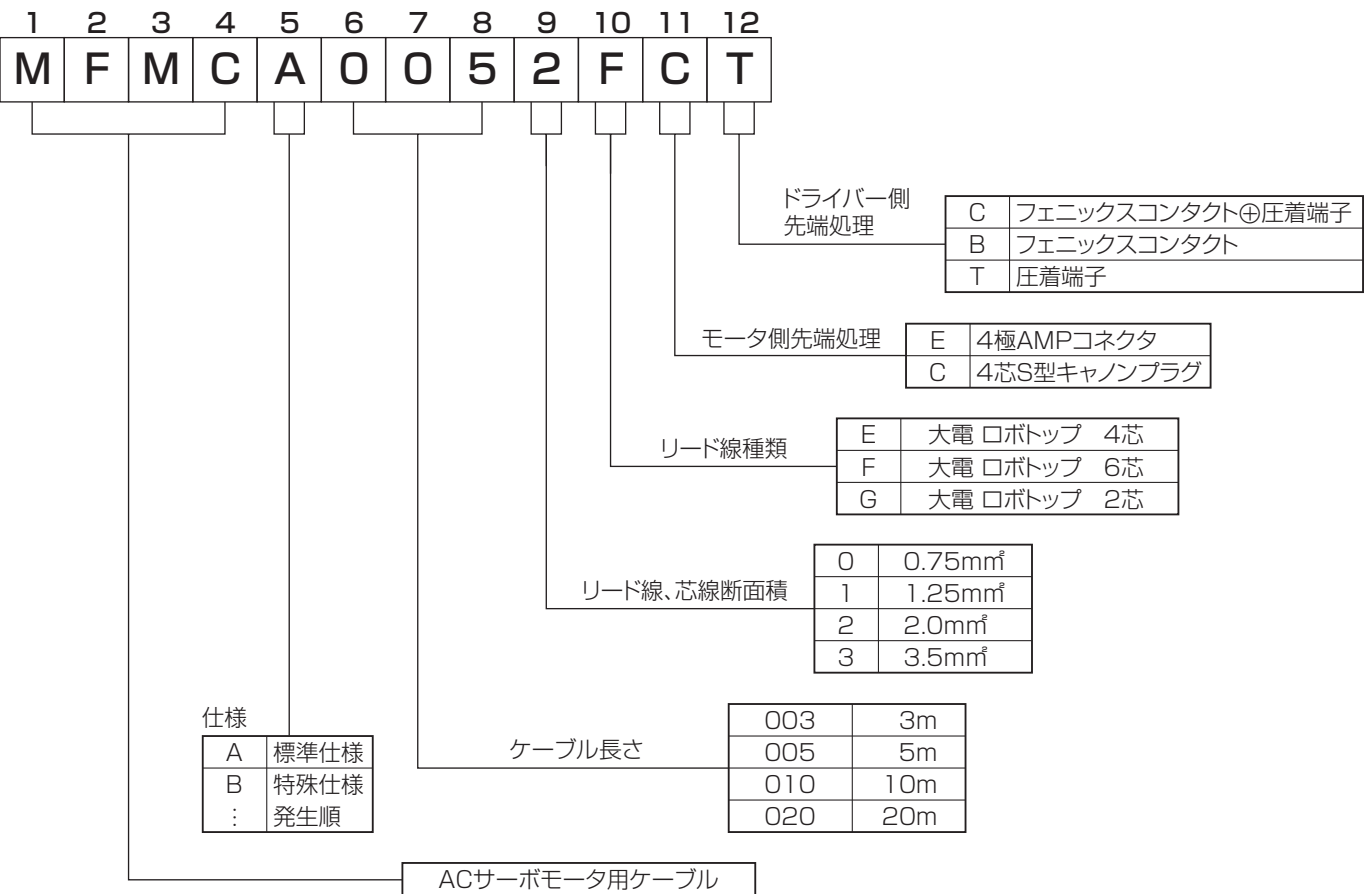 1 2 3 4 5 6 7 8 9 10 11 12
M F M C A 0 0 5 2 F C T
ドライバー側
先端処理
C フェニックスコンタクト⊕圧着端子
B フェニックスコンタクト
T 圧着端子
モータ側先端処理
E 4極AMPコネクタ
C 4芯S型キャノンプラグ
リード線種類
E 大電 ロボトップ 4芯
F 大電 ロボトップ 6芯
G 大電 ロボトップ 2芯
リード線、芯線断面積
0 0.75m㎡
1 1.25m㎡
2 2.0m㎡
3 3.5m㎡
仕様
A 標準仕様
B 特殊仕様
⋮ 発生順
ケーブル長さ
003 3m
005 5m
010 10m
020 20m
ACサーボモータ用ケーブル